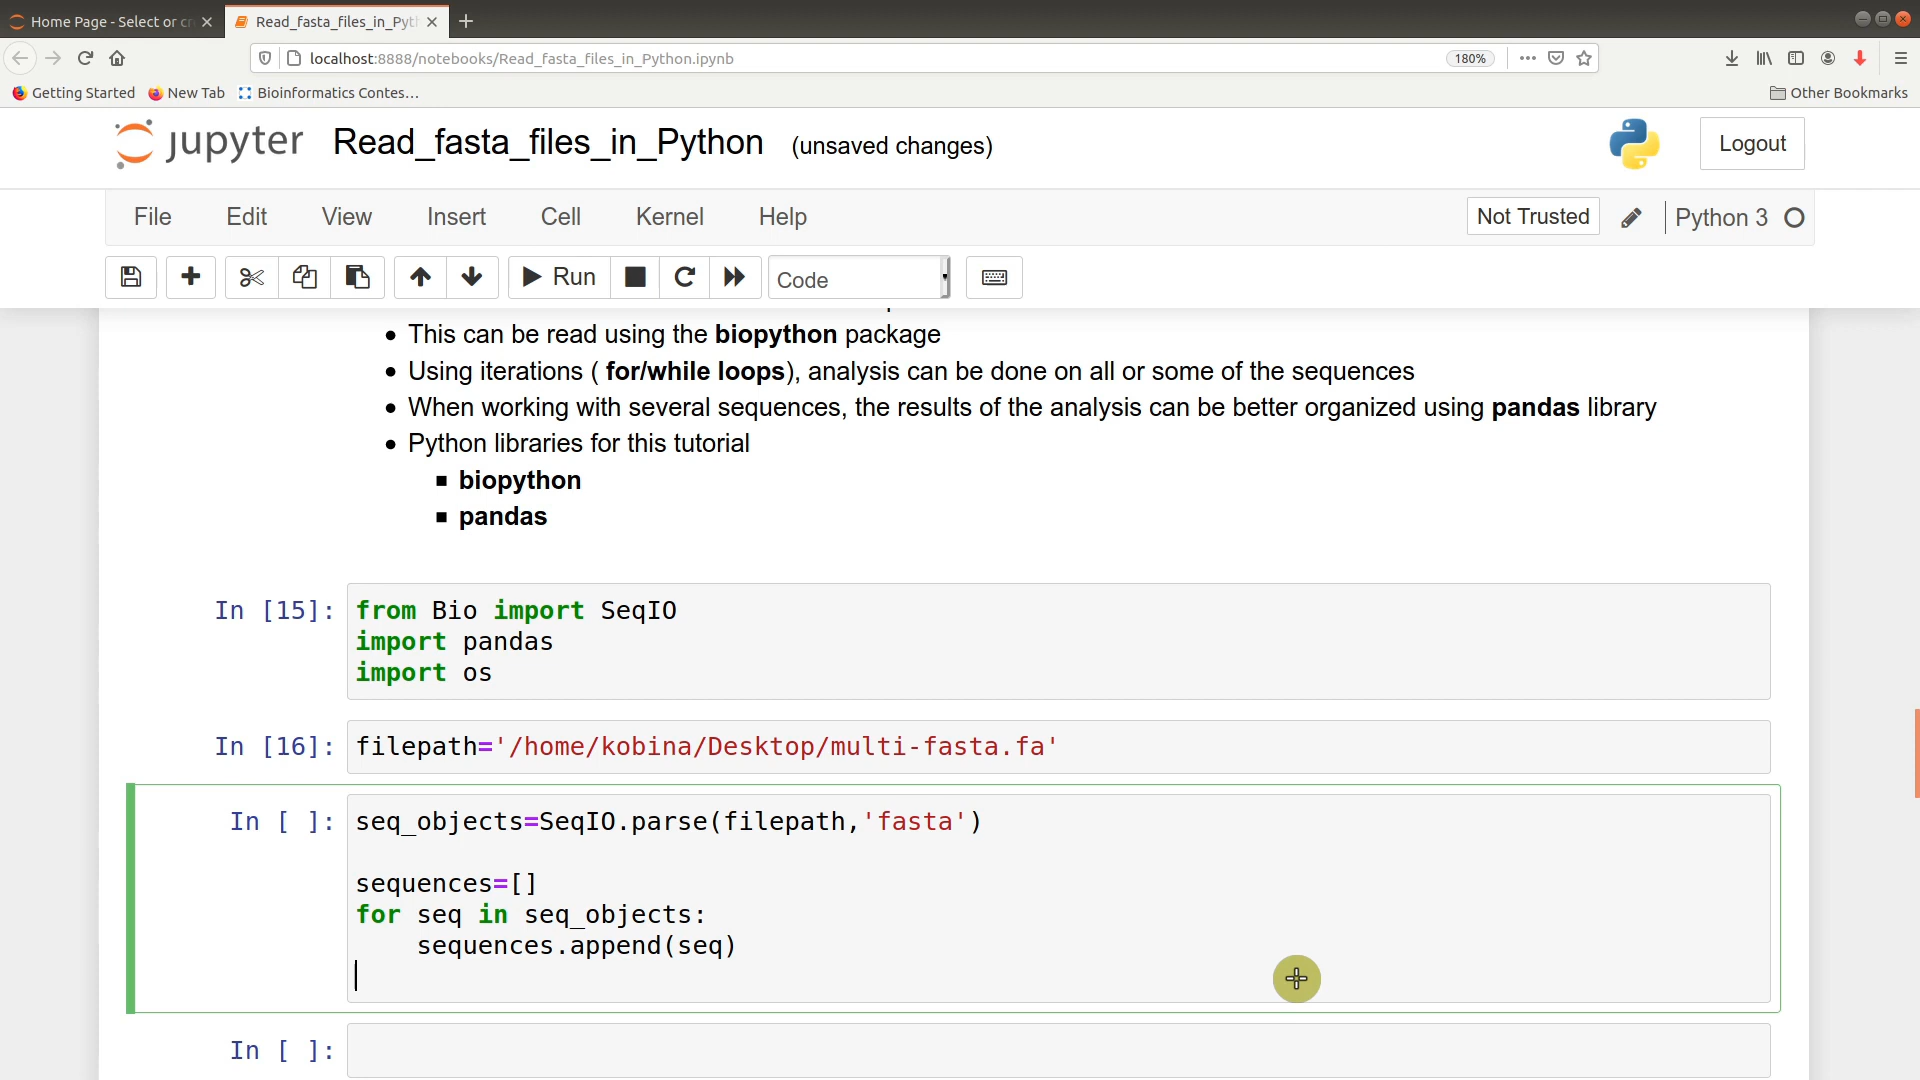 Home Page - Select or cr
Read_fasta_files_in_Pyt
localhost:8888/notebooks/Read_fasta_files_in_Python.ipynb
180%
Getting Started
New Tab
Bioinformatics Contes...
Other Bookmarks
jupyter
Read_fasta_files_in_Python
(unsaved changes)
Logout
File
Edit
View
Insert
Cell
Kernel
Help
Not Trusted
Python 3
Run
Code
• This can be read using the biopython package
• Using iterations ( for/while loops), analysis can be done on all or some of the sequences
• When working with several sequences, the results of the analysis can be better organized using pandas library
• Python libraries for this tutorial
▪ biopython
▪ pandas
In [15]:
from Bio import SeqIO
import pandas
import os
In [16]:
filepath='/home/kobina/Desktop/multi-fasta.fa'
In [ ]:
seq_objects=SeqIO.parse(filepath,'fasta')
sequences=[]
for seq in seq_objects:
    sequences.append(seq)
In [ ]: